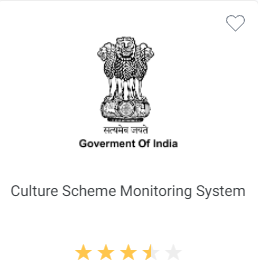 सत्यमेव जयते
Goverment Of India
Culture Scheme Monitoring System